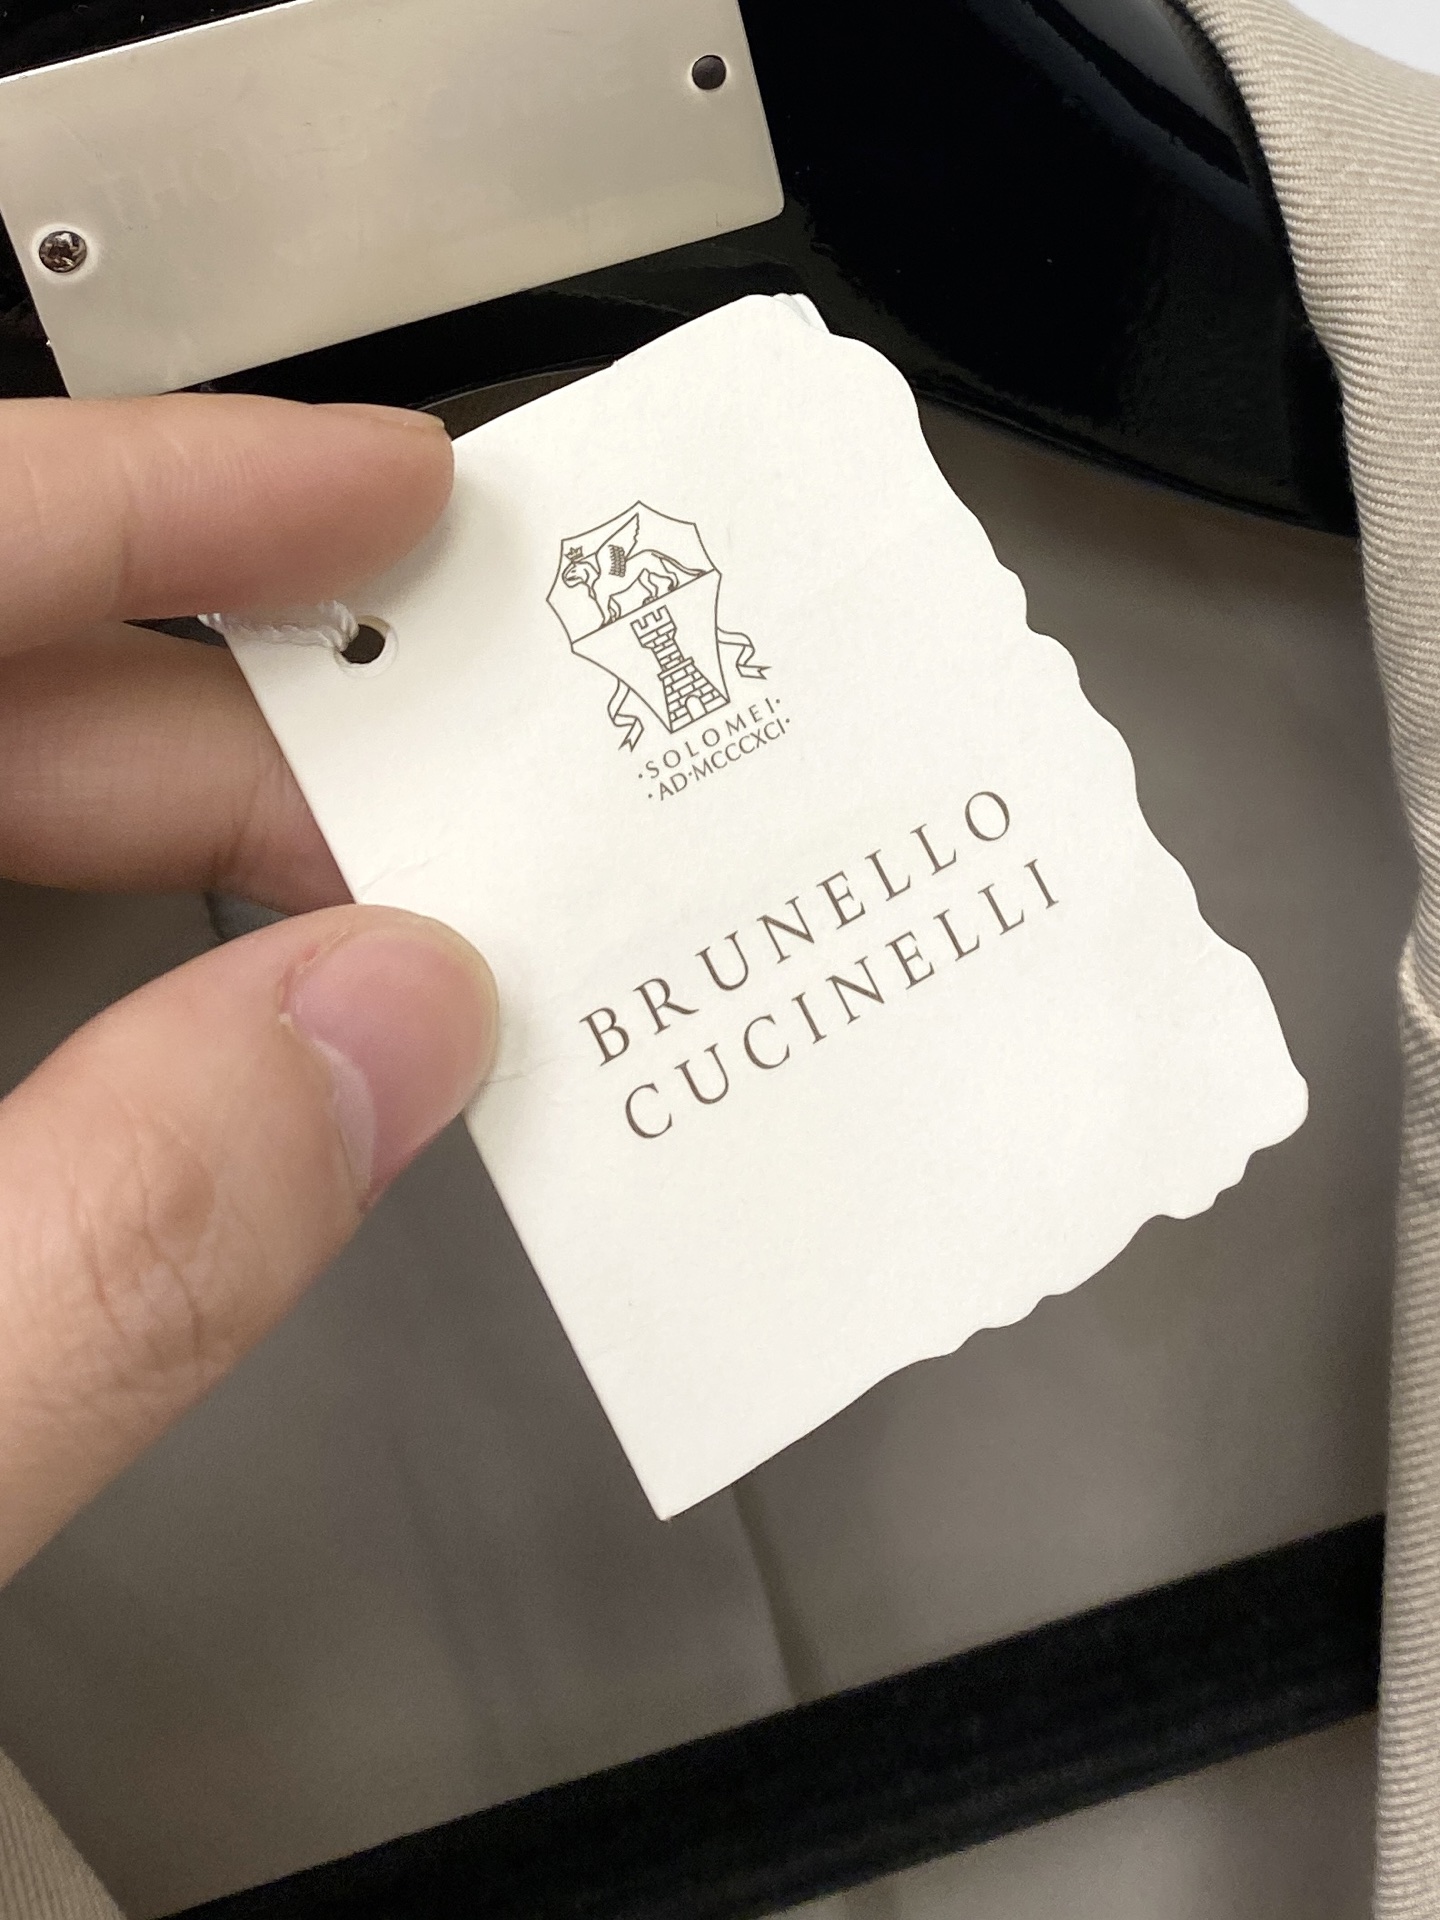 ·SOLOMEI·
·AD·MCCCXCI·
BRUNELLO
CUCINELLI